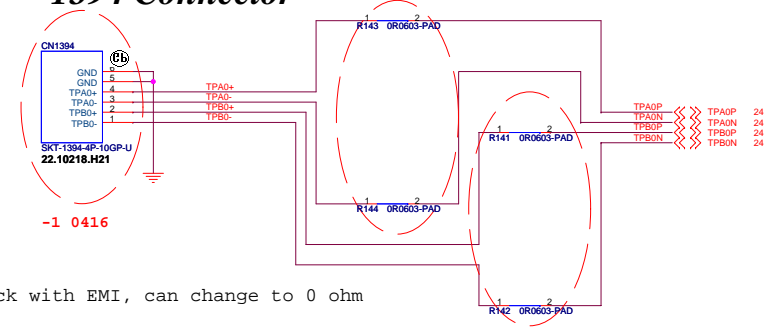 1394 Connector
CN1394
GND 6
GND 5
TPA0+ 4
TPA0- 3
TPB0+ 2
TPB0- 1
SKT-1394-4P-10GP-U
22.10218.H21
-1 0416
TPA0+
TPA0-
TPB0+
TPB0-
1 2
R143 0R0603-PAD
1 2
R144 0R0603-PAD
1 2
R141 0R0603-PAD
1 2
R142 0R0603-PAD
TPA0P TPA0P 24
TPA0N TPA0N 24
TPB0P TPB0P 24
TPB0N TPB0N 24
with EMI, can change to 0 ohm